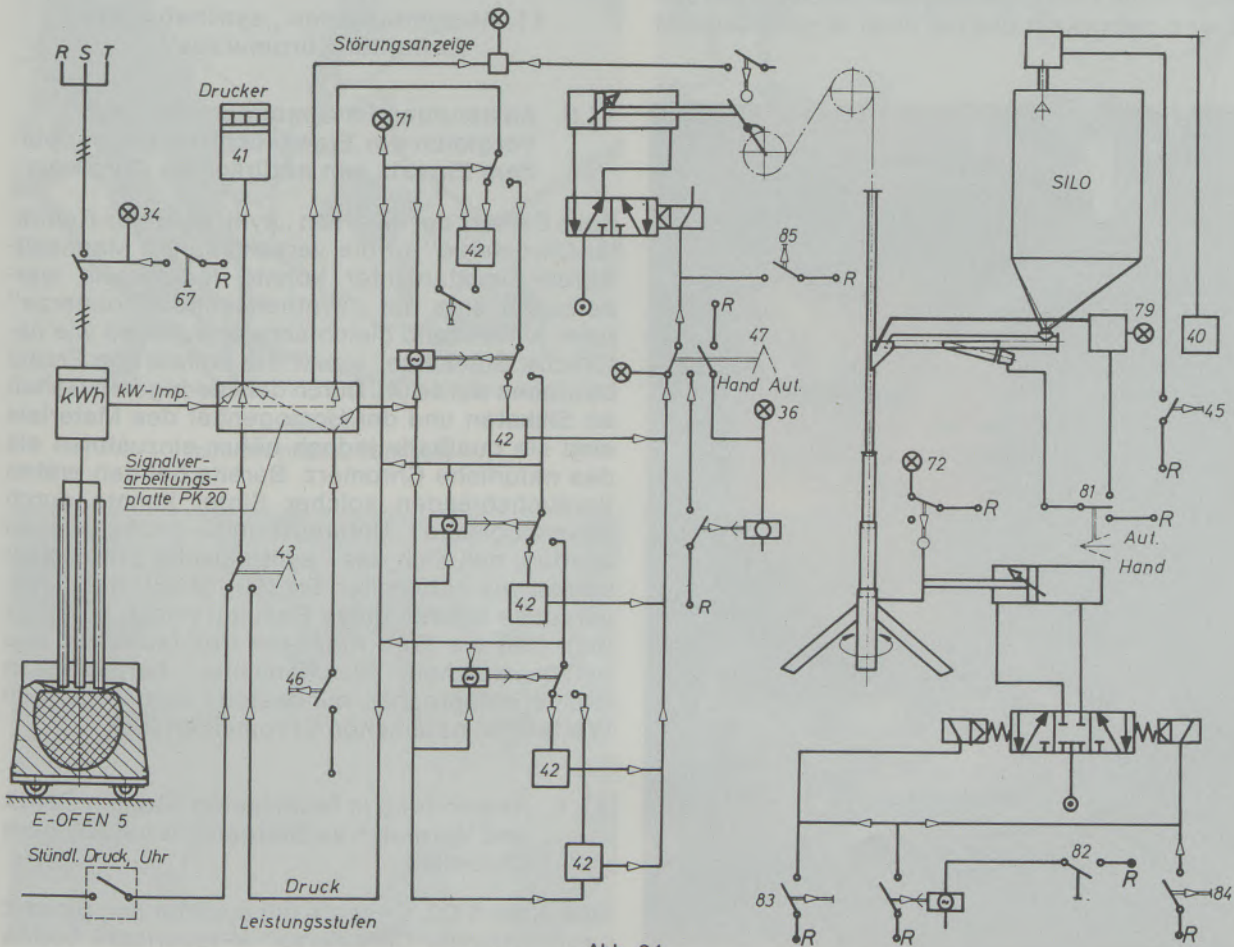 R S T
Störungsanzeige
Drucker
41
71
34
42
85
R
SILO
67
R
47
Hand Aut.
79
40
kWh
kW-Imp.
42
36
45
R
Signalver-
arbeitungs-
platte PK 20
72
R
81
R
Aut.
Hand
43
42
R
46
42
E-OFEN 5
Stündl. Druck, Uhr
Druck
Leistungsstufen
42
83
R
R
82
R
84
R